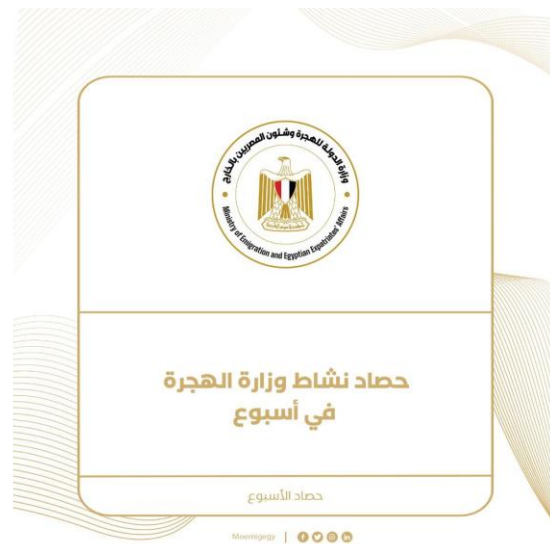 وزارة الدولة للهجرة وشئون المصريين بالخارج
Ministry of Emigration and Egyptian Expatriates' Affairs
حصاد نشاط وزارة الهجرة
في أسبوع
حصاد الأسبوع
Moemigegy